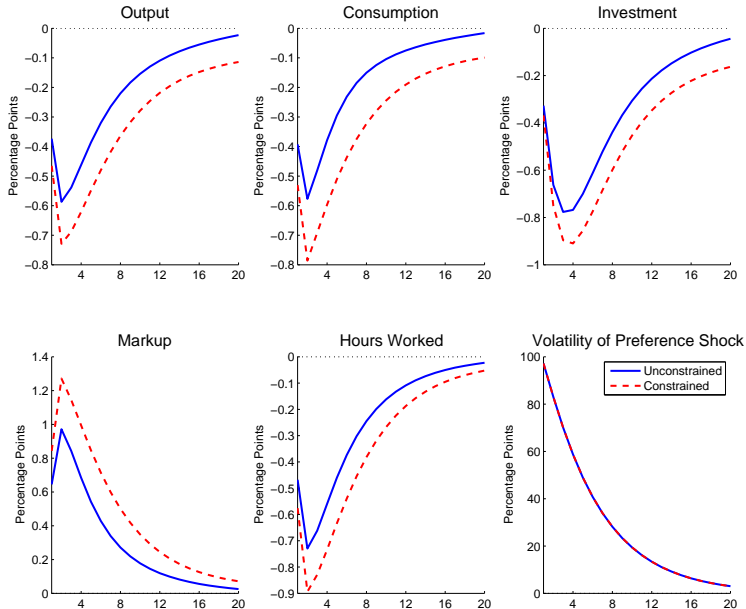 Output
Consumption
Investment
Percentage Points
0
−0.1
−0.2
−0.3
−0.4
−0.5
−0.6
−0.7
−0.8
4 8 12 16 20
Percentage Points
0
−0.1
−0.2
−0.3
−0.4
−0.5
−0.6
−0.7
−0.8
4 8 12 16 20
Percentage Points
0
−0.2
−0.4
−0.6
−0.8
−1
4 8 12 16 20
Markup
Hours Worked
Volatility of Preference Shock
Percentage Points
1.4
1.2
1
0.8
0.6
0.4
0.2
0
4 8 12 16 20
Percentage Points
0
−0.1
−0.2
−0.3
−0.4
−0.5
−0.6
−0.7
−0.8
−0.9
4 8 12 16 20
Percentage Points
100
80
60
40
20
0
4 8 12 16 20
Unconstrained
Constrained